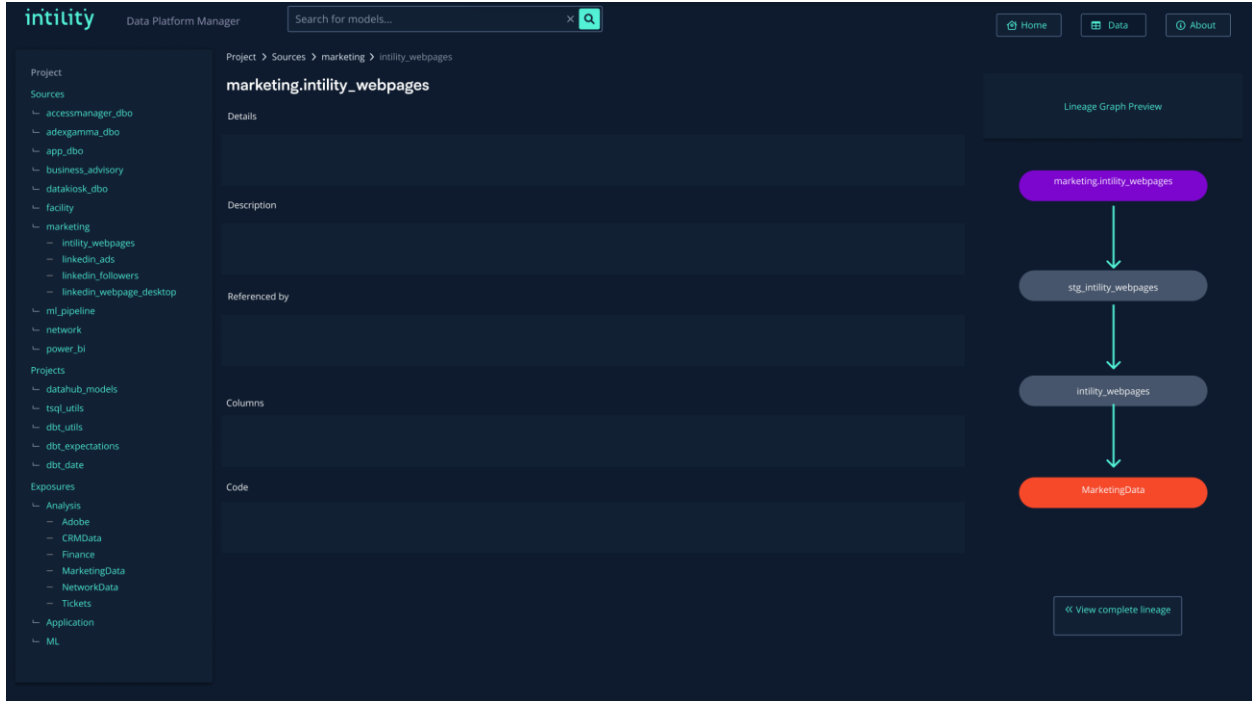 intility
Data Platform Manager
Search for models...
Home
Data
About
Project
Sources
accessmanager_dbo
adexgamma_dbo
app_dbo
business_advisory
datakiosk_dbo
facility
marketing
intility_webpages
linkedin_ads
linkedin_followers
linkedin_webpage_desktop
ml_pipeline
network
power_bi
Projects
datahub_models
tsql_utils
dbt_utils
dbt_expectations
dbt_date
Exposures
Analysis
Adobe
CRMData
Finance
MarketingData
NetworkData
Tickets
Application
ML
Project > Sources > marketing > intility_webpages
marketing.intility_webpages
Details
Description
Referenced by
Columns
Code
Lineage Graph Preview
marketing.intility_webpages
stg_intility_webpages
intility_webpages
MarketingData
« View complete lineage